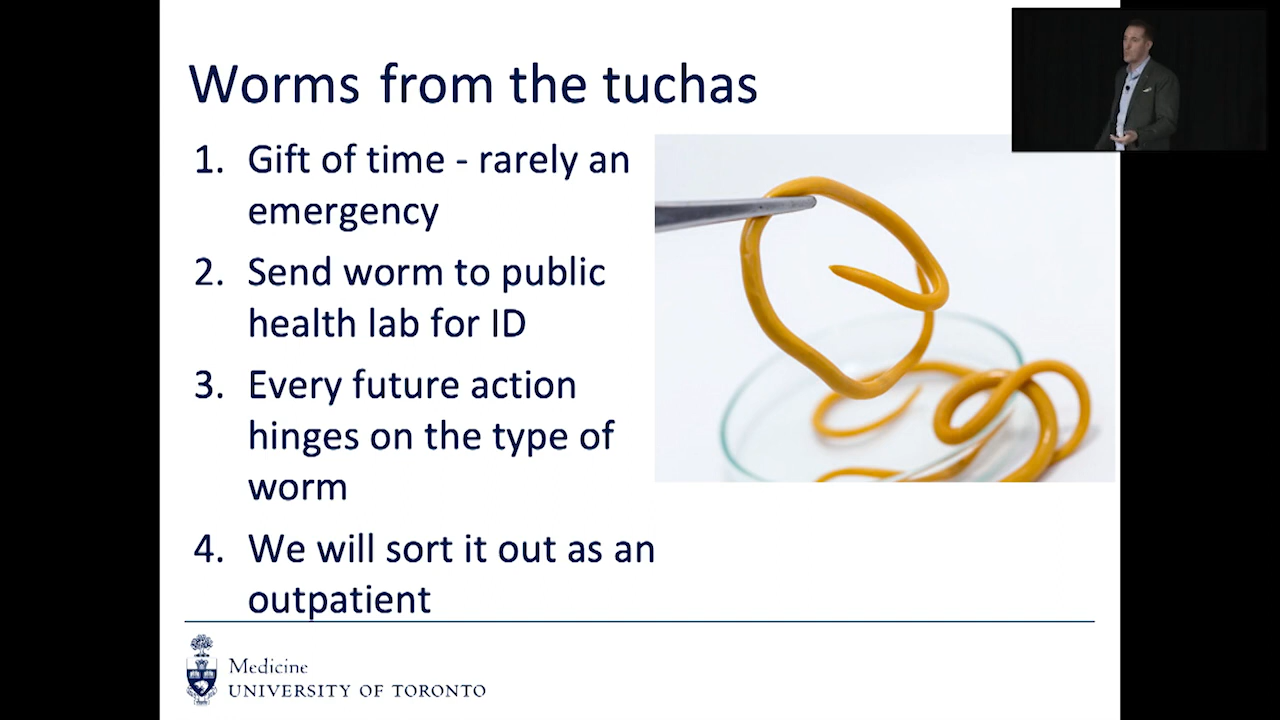 Worms from the tuchas
1. Gift of time - rarely an
emergency
2. Send worm to public
health lab for ID
3. Every future action
hinges on the type of
worm
4. We will sort it out as an
outpatient
Medicine
UNIVERSITY OF TORONTO